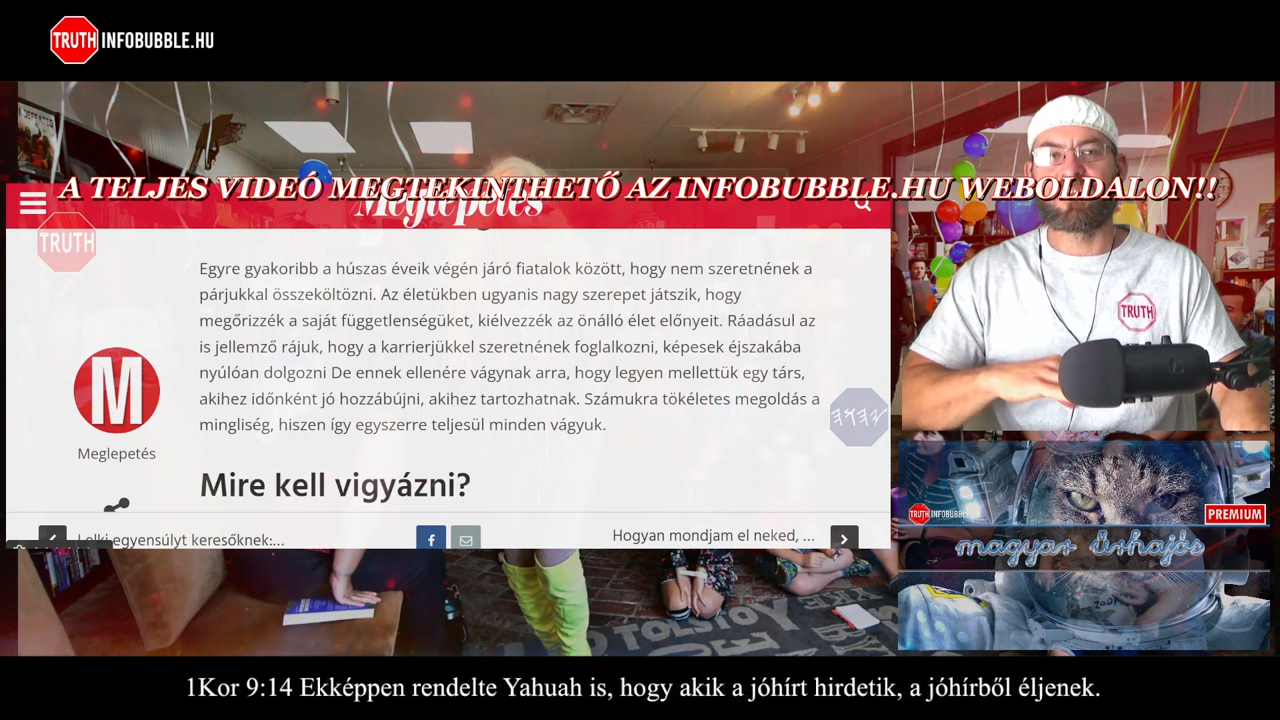 TRUTH INFOBUBBLE.HU
A TELJES VIDEÓ MEGTEKINTHETŐ AZ INFOBUBBLE.HU WEBOLDALON!!
Meglepetés
TRUTH
TRUTH
Egyre gyakoribb a húszas éveik végén járó fiatalok között, hogy nem szeretnének a
párjukkal összeköltözni. Az életükben ugyanis nagy szerepet játszik, hogy
megőrizzék a saját függetlenségüket, kiélvezzék az önálló élet előnyeit. Ráadásul az
is jellemző rájuk, hogy a karrierjükkel szeretnének foglalkozni, képesek éjszakába
nyúlóan dolgozni De ennek ellenére vágynak arra, hogy legyen mellettük egy társ,
akihez időnként jó hozzábújni, akihez tartozhatnak. Számukra tökéletes megoldás a
mingliség, hiszen így egyszerre teljesül minden vágyuk.
M
Meglepetés
𐤉𐤄𐤅𐤄
Mire kell vigyázni?
Lelki egyensúlyt keresőknek:...
f
Hogyan mondjam el neked, ...
TRUTH INFOBUBBLE
PREMIUM
magyar űrhajós
TOLSTOY
1Kor 9:14 Ekképpen rendelte Yahuah is, hogy akik a jóhírt hirdetik, a jóhírből éljenek.